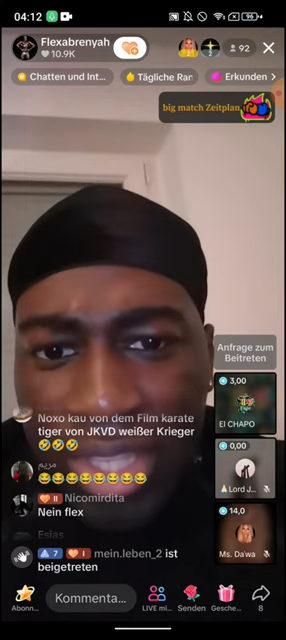 04:12
96
Flexabrenyah
10.9K
92
Chatten und Int...
Tägliche Ran
Erkunden >
big match Zeitplan
Noxo kau von dem Film karate
tiger von JKVD weißer Krieger
🤣🤣🤣
مريم
😂😂😂😂😂😂😂😂
II Nicomirdita
Nein flex
Esias
7 I mein.leben_2 ist
beigetreten
Anfrage zum
Beitreten
3,00
El CHAPO
0,00
Lord J...
14,0
Ms. Da'wa
Kommenta...
Abonn...
LIVE mi...
Senden
Gesche...
8